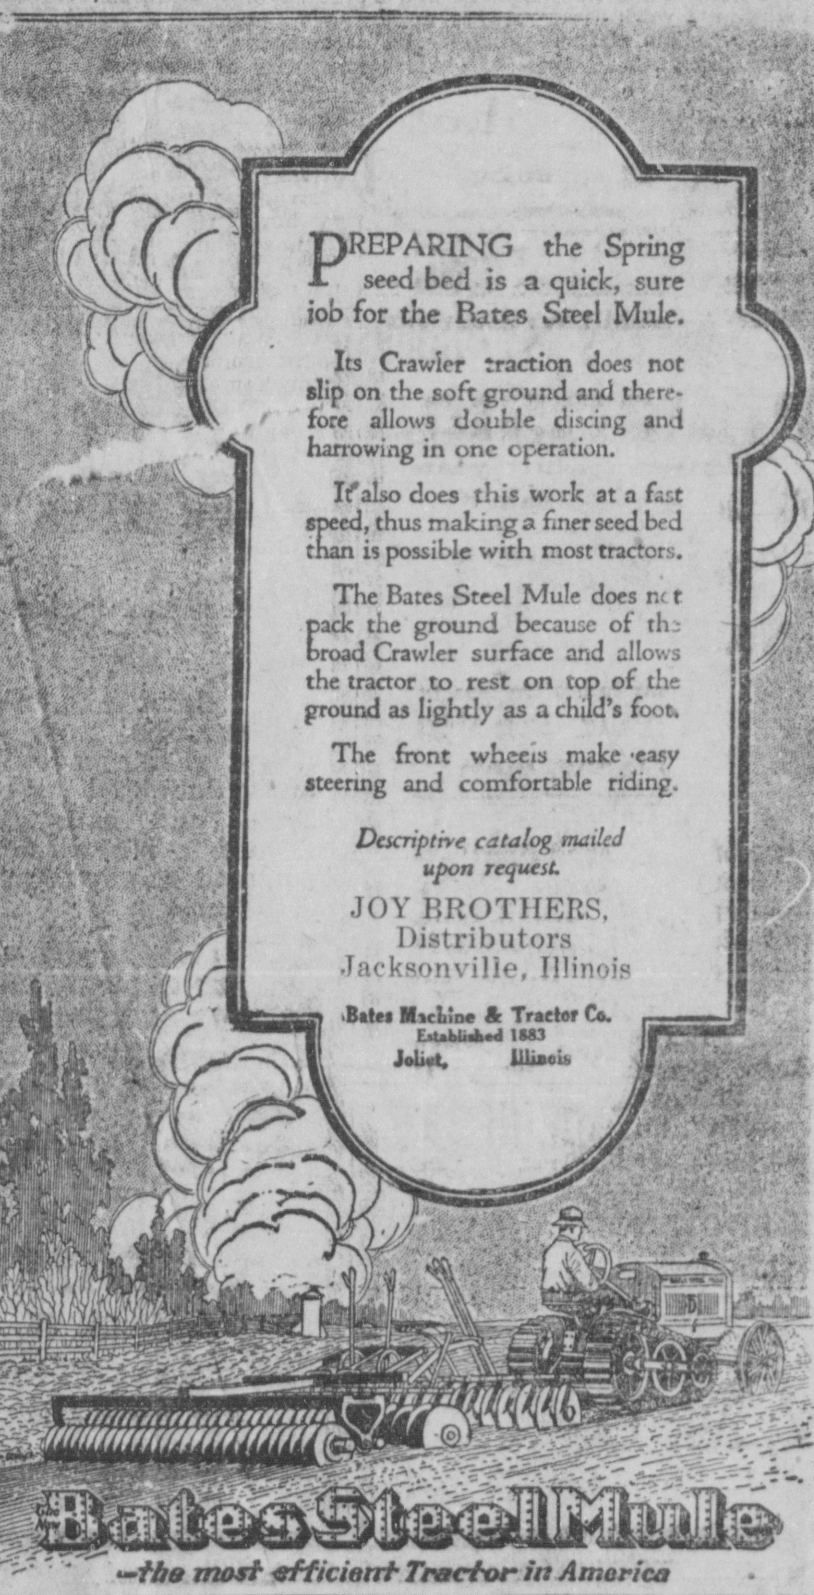 PREPARING the Spring
seed bed is a quick, sure
job for the Bates Steel Mule.
Its Crawler traction does not
slip on the soft ground and there-
fore allows double discing and
harrowing in one operation.
It also does this work at a fast
speed, thus making a finer seed bed
than is possible with most tractors.
The Bates Steel Mule does not
pack the ground because of the
broad Crawler surface and allows
the tractor to rest on top of the
ground as lightly as a child's foot.
The front wheels make easy
steering and comfortable riding.
Descriptive catalog mailed
upon request.
JOY BROTHERS,
Distributors
Jacksonville, Illinois
Bates Machine & Tractor Co.
Established 1883
Joliet, Illinois
The New Bates Steel Mule
—the most efficient Tractor in America